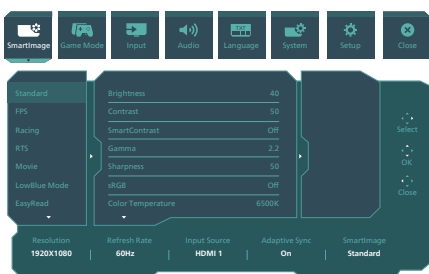 SmartImage
Game Mode
Input
Audio
TXT
Language
System
Setup
Close
Standard
FPS
Racing
RTS
Movie
LowBlue Mode
EasyRead
Brightness 40
Contrast 50
SmartContrast Off
Gamma 2.2
Sharpness 50
sRGB Off
Color Temperature 6500K
Select
OK
Close
Resolution Refresh Rate Input Source Adaptive Sync SmartImage
1920X1080 | 60Hz | HDMI 1 | On | Standard